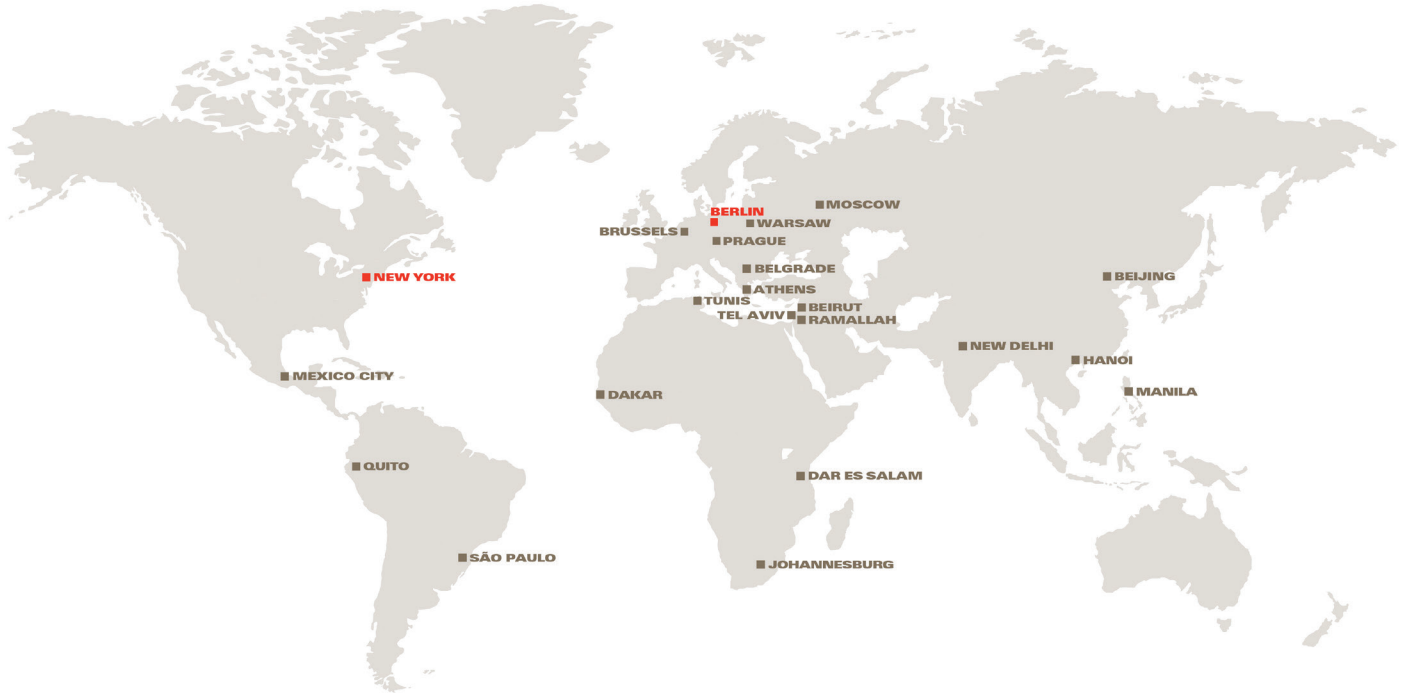 MOSCOW
BERLIN
WARSAW
BRUSSELS
PRAGUE
BELGRADE
NEW YORK
BEIJING
ATHENS
TUNIS
BEIRUT
TEL AVIV
RAMALLAH
NEW DELHI
HANOI
MEXICO CITY
MANILA
DAKAR
QUITO
DAR ES SALAM
SÃO PAULO
JOHANNESBURG